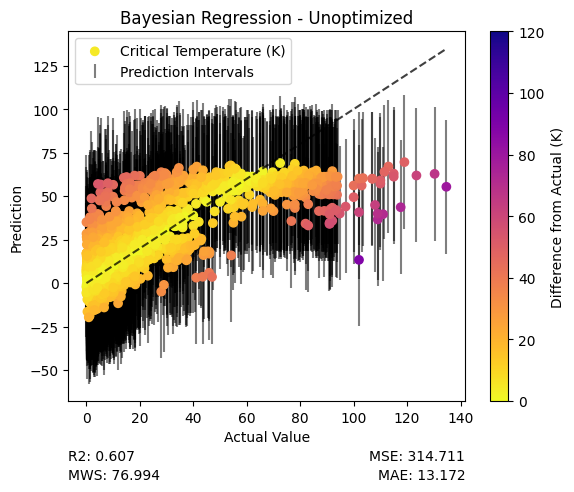 Bayesian Regression - Unoptimized
Critical Temperature (K)
Prediction Intervals
125
100
75
50
25
0
−25
−50
Prediction
0
20
40
60
80
100
120
140
Actual Value
120
100
80
60
40
20
0
Difference from Actual (K)
R2: 0.607
MSE: 314.711
MWS: 76.994
MAE: 13.172